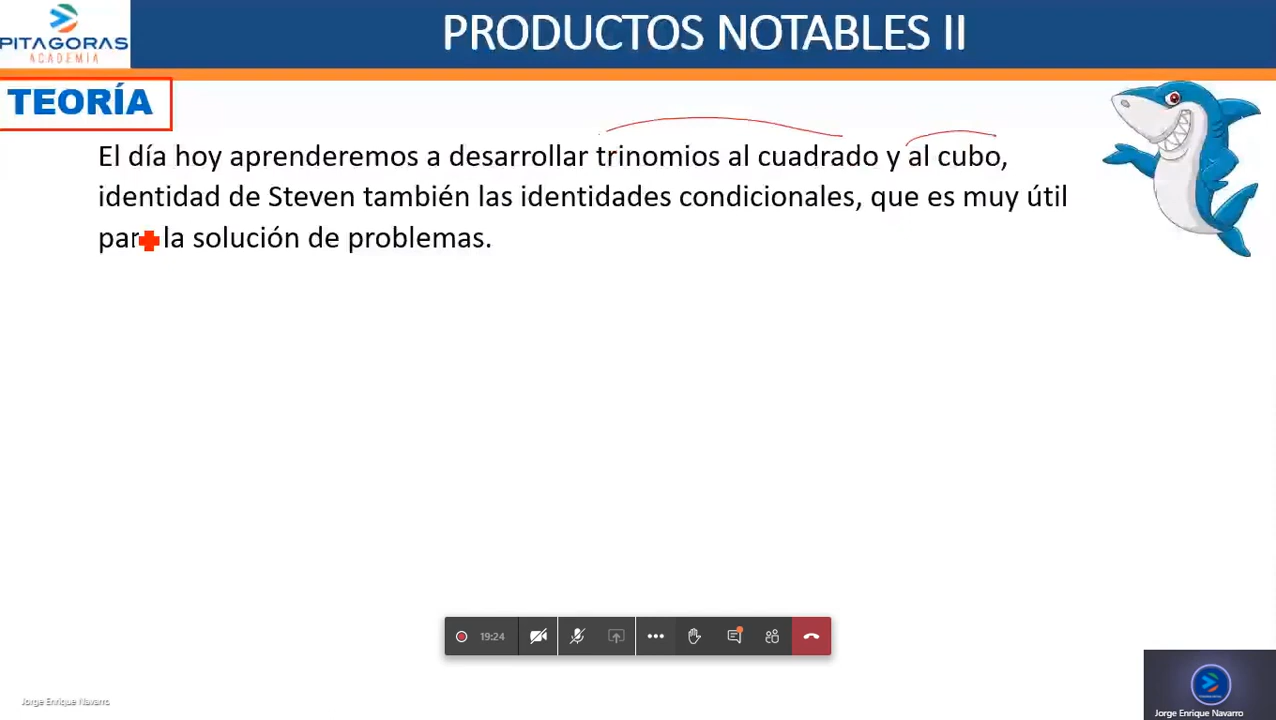 PITAGORAS
ACADEMIA
PRODUCTOS NOTABLES II
TEORÍA
El día hoy aprenderemos a desarrollar trinomios al cuadrado y al cubo,
identidad de Steven también las identidades condicionales, que es muy útil
par la solución de problemas.
19:24
Jorge Enrique Navarro
Jorge Enrique Navarro